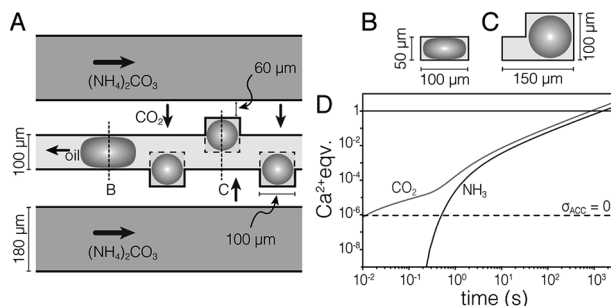 A
(NH₄)₂CO₃
60 µm
CO₂
100 µm
oil
B
C
180 µm
(NH₄)₂CO₃
100 µm
B
50 µm
100 µm
C
100 µm
150 µm
D
Ca²⁺eqv.
1
10⁻²
10⁻⁴
10⁻⁶
10⁻⁸
CO₂
NH₃
σACC = 0
10⁻² 10⁻¹ 10⁰ 10¹ 10² 10³
time (s)